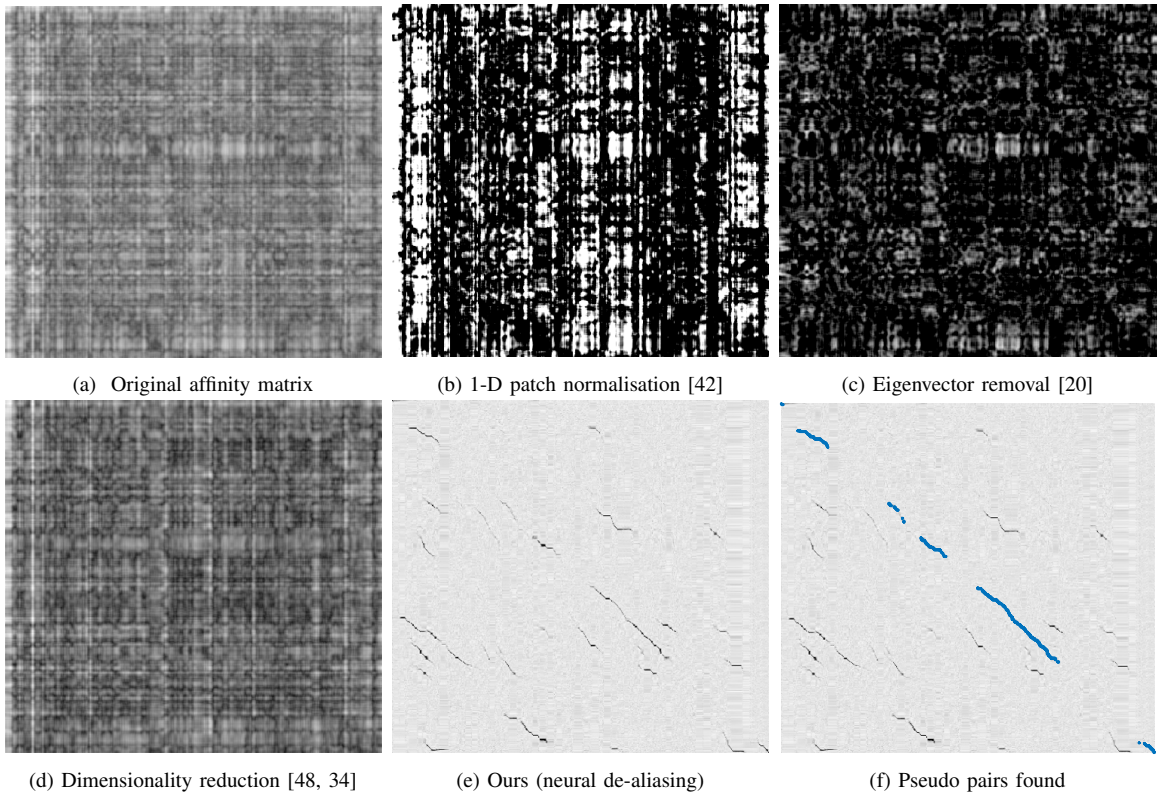 (a) Original affinity matrix
(b) 1-D patch normalisation [42]
(c) Eigenvector removal [20]
(d) Dimensionality reduction [48, 34]
(e) Ours (neural de-aliasing)
(f) Pseudo pairs found